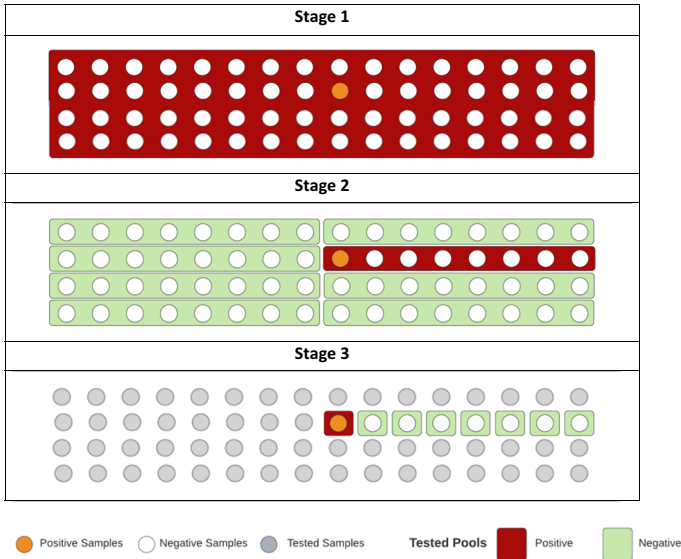 Stage 1
Stage 2
Stage 3
Positive Samples Negative Samples Tested Samples Tested Pools Positive Negative